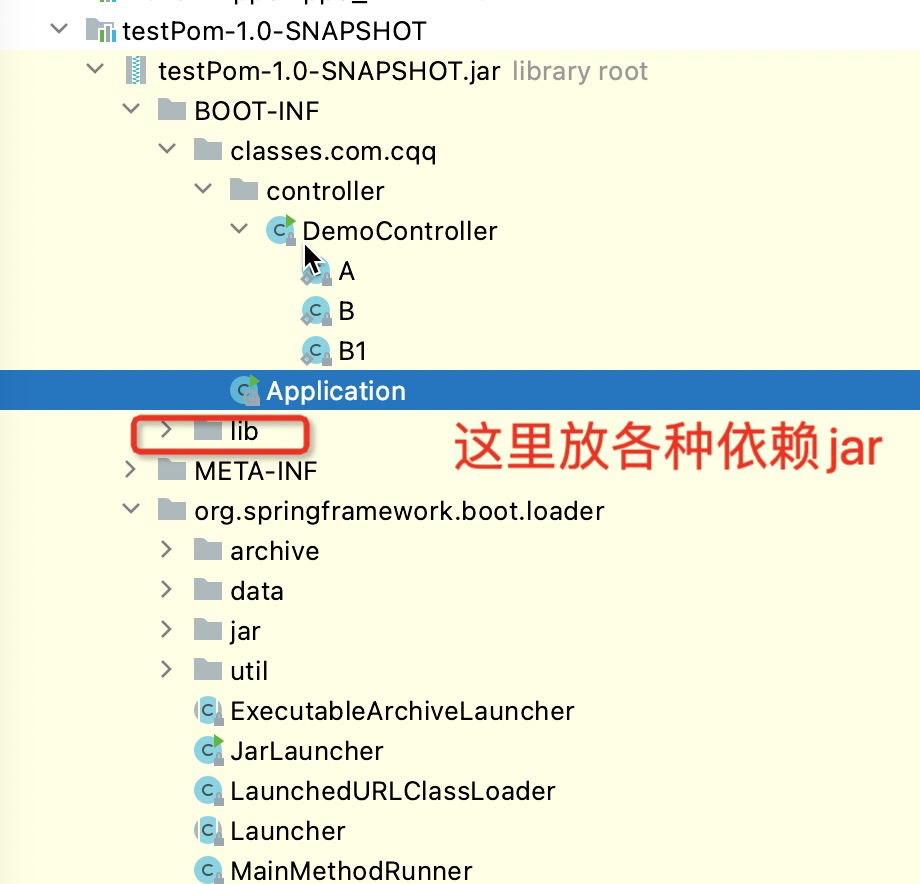 testPom-1.0-SNAPSHOT
testPom-1.0-SNAPSHOT.jar library root
BOOT-INF
classes.com.cqq
controller
DemoController
A
B
B1
Application
lib 这里放各种依赖jar
META-INF
org.springframework.boot.loader
archive
data
jar
util
ExecutableArchiveLauncher
JarLauncher
LaunchedURLClassLoader
Launcher
MainMethodRunner